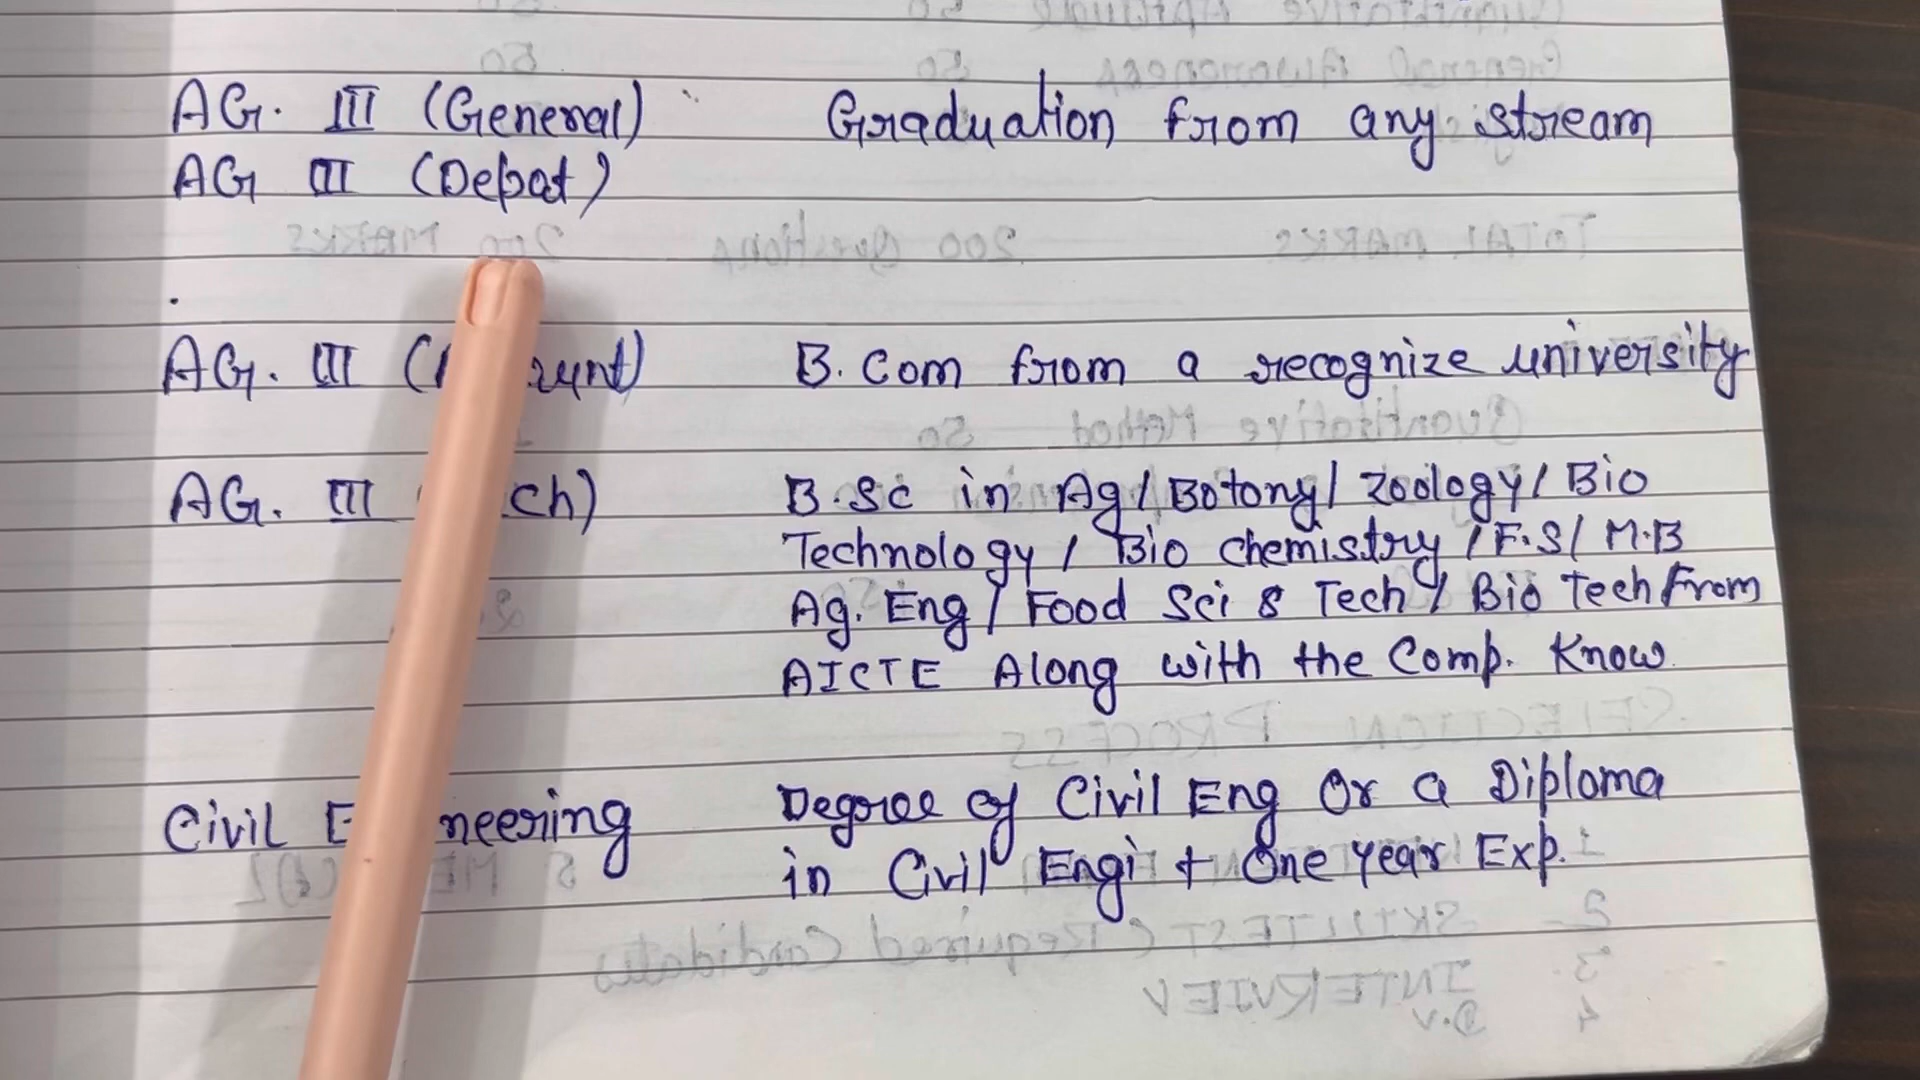 AG. III (General) Graduation from any stream
AG III (Depot)
AG. III ( B. Com from a recognize university
AG. III B.Sc in Ag/Botony/Zoology/Bio
Technology/Bio chemistry/F.S/M.B
Ag. Eng/Food Sci & Tech/Bio Tech From
AICTE Along with the Comp. Know
Civil Degree of Civil Eng Or a Diploma
in Civil Engi + One year Exp.